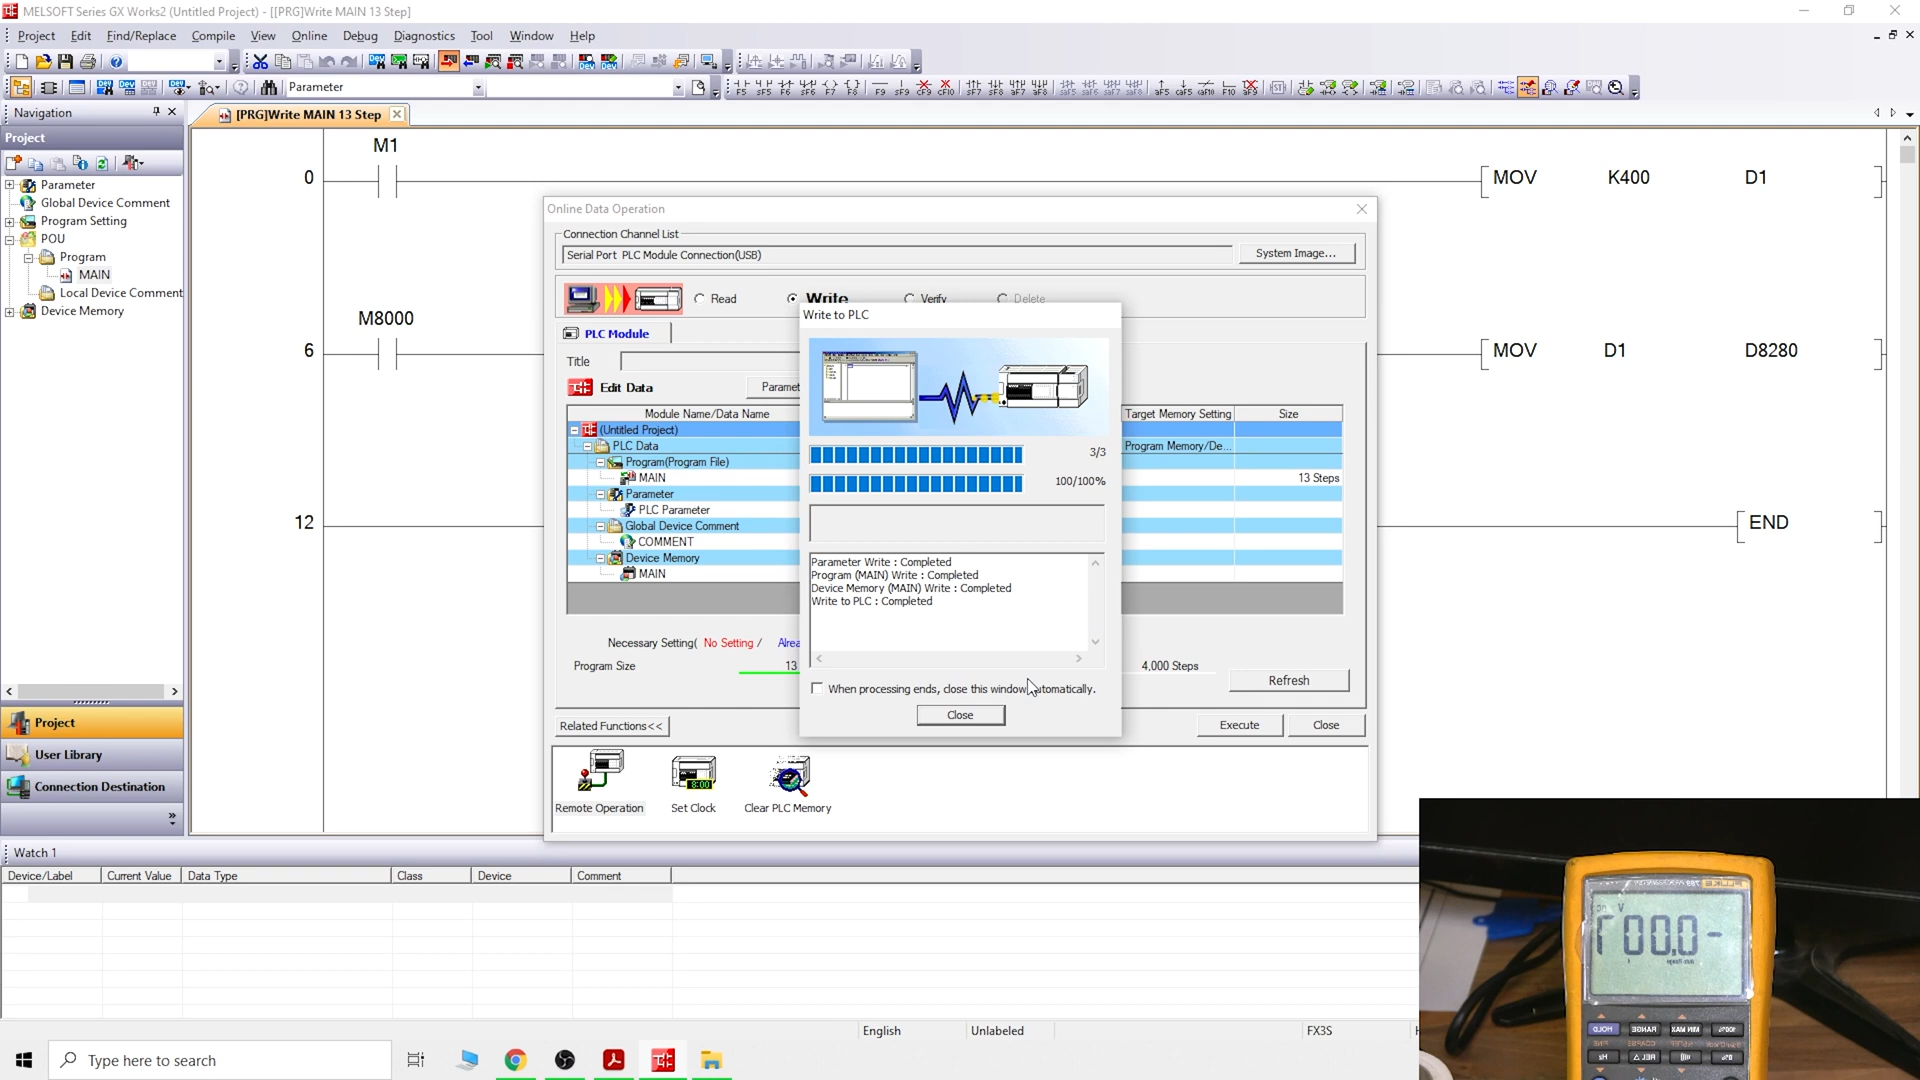 MELSOFT Series GX Works2 (Untitled Project) - [[PRG]Write MAIN 13 Step]
Project Edit Find/Replace Compile View Online Debug Diagnostics Tool Window Help
Parameter
Navigation
[PRG]Write MAIN 13 Step
Project
Parameter
Global Device Comment
Program Setting
POU
Program
MAIN
Local Device Comment
Device Memory
Project
User Library
Connection Destination
M1
0
MOV K400 D1
M8000
6
MOV D1 D8280
12
END
Online Data Operation
Connection Channel List
Serial Port PLC Module Connection(USB)
System Image...
Read Write Verify Delete
PLC Module
Title
Edit Data
Module Name/Data Name
Target Memory Setting
Size
(Untitled Project)
PLC Data
Program Memory/De...
Program(Program File)
MAIN
13 Steps
Parameter
PLC Parameter
Global Device Comment
COMMENT
Device Memory
MAIN
Necessary Setting( No Setting /
Program Size
13
4,000 Steps
Refresh
Related Functions<<
Execute
Close
Remote Operation
Set Clock
Clear PLC Memory
Write to PLC
3/3
100/100%
Parameter Write : Completed
Program (MAIN) Write : Completed
Device Memory (MAIN) Write : Completed
Write to PLC : Completed
When processing ends, close this window automatically.
Close
Watch 1
Device/Label Current Value Data Type Class Device Comment
English
Unlabeled
FX3S
Type here to search
HOLD
RANGE
MAX MIN
100%
Hz
REL Δ